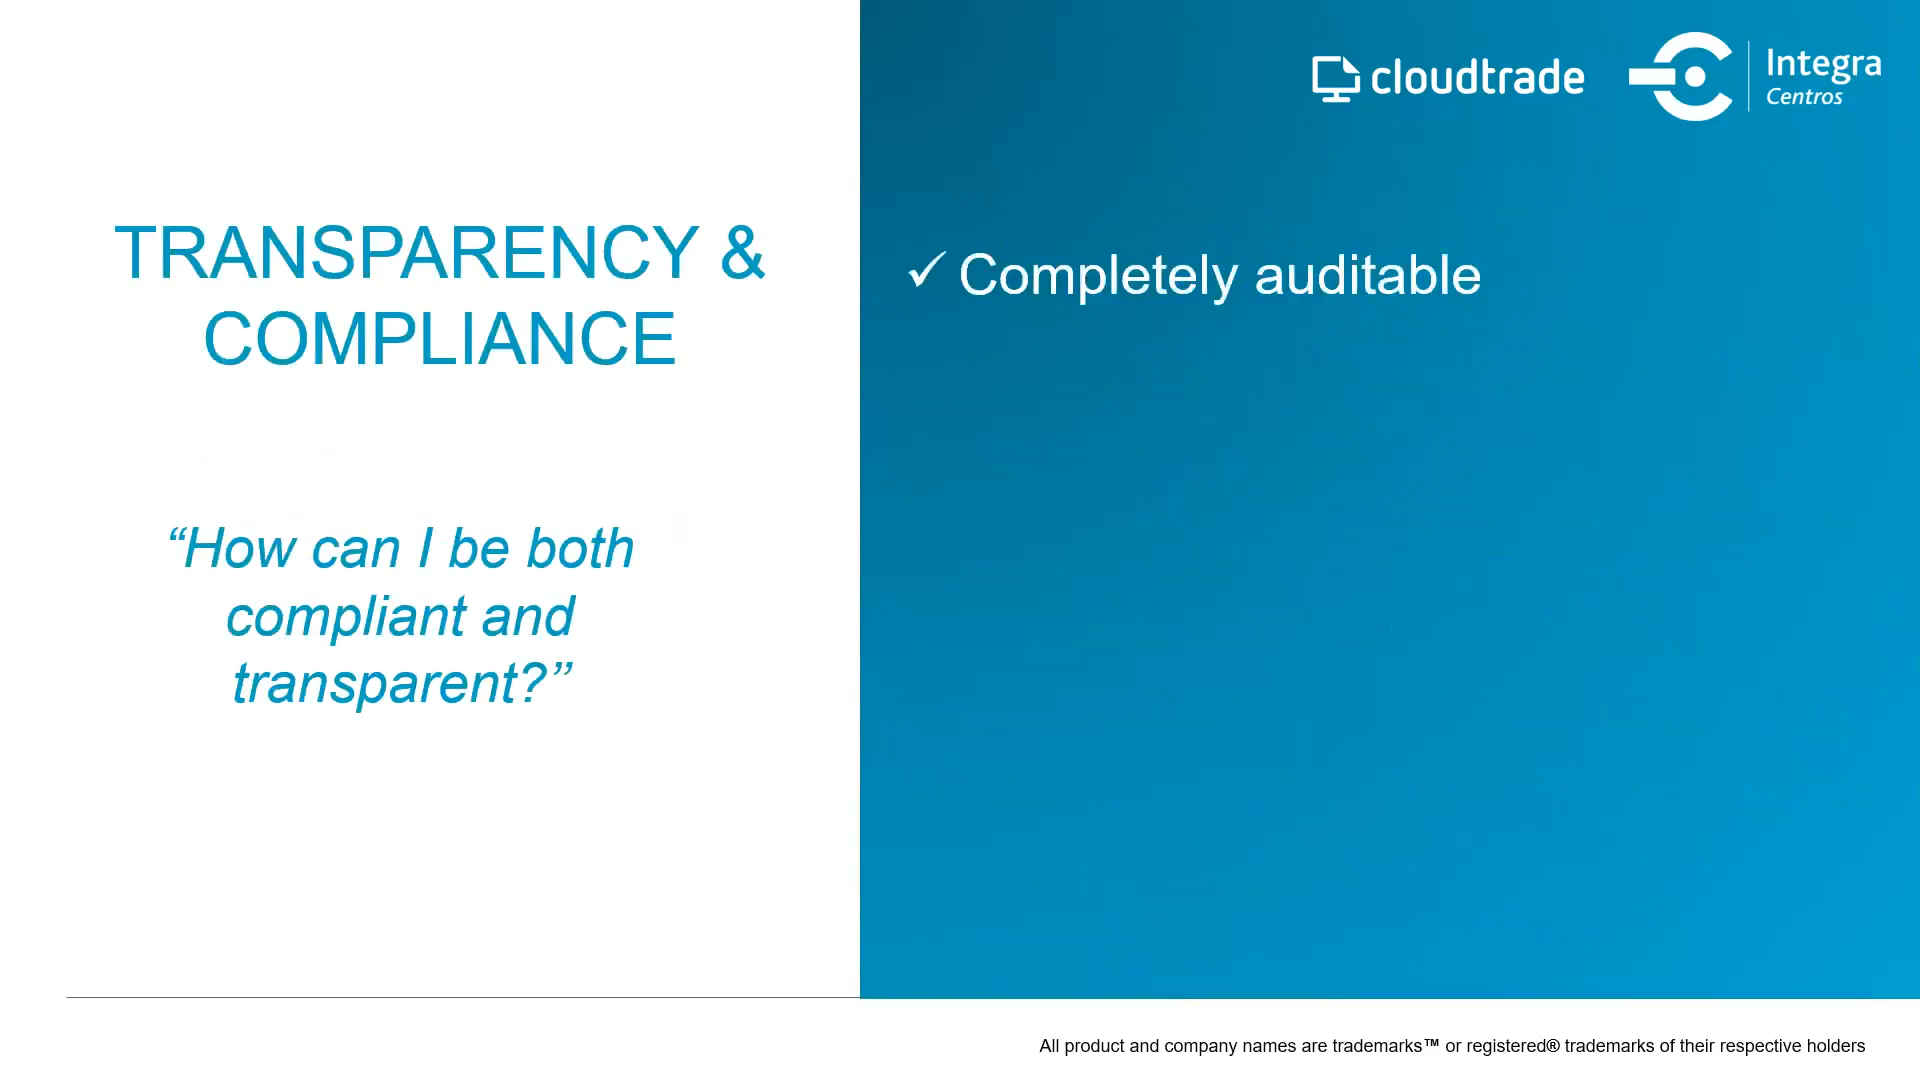 TRANSPARENCY &
COMPLIANCE
“How can I be both
compliant and
transparent?”
cloudtrade
Integra
Centros
✓ Completely auditable
All product and company names are trademarks™ or registered® trademarks of their respective holders